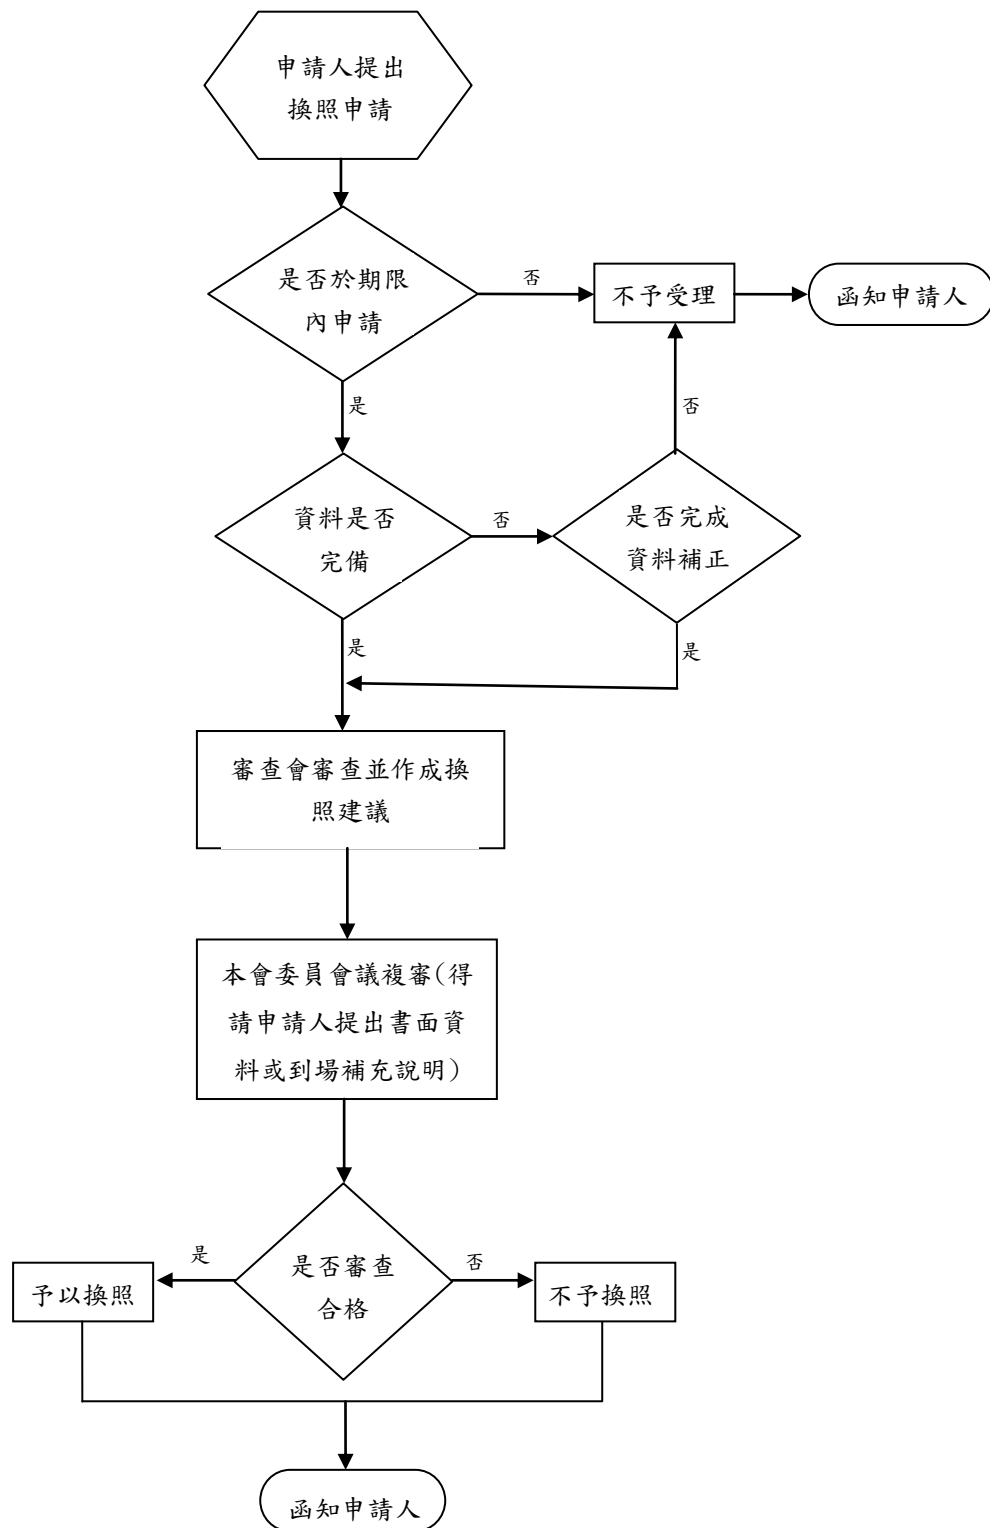 申請人提出
換照申請
是否於期限
內申請
否
不予受理
函知申請人
是
否
資料是否
完備
否
是否完成
資料補正
是
是
審查會審查並作成換
照建議
本會委員會議複審(得
請申請人提出書面資
料或到場補充說明)
是
是否審查
合格
否
予以換照
不予換照
函知申請人